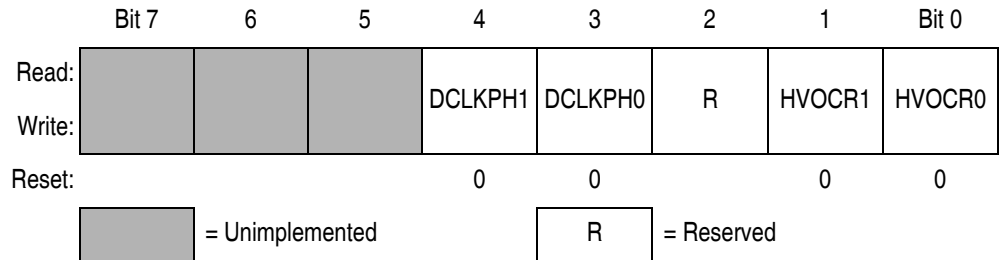 Bit 7 6 5 4 3 2 1 Bit 0
Read:
DCLKPH1 DCLKPH0 R HVOCR1 HVOCR0
Write:
Reset: 0 0 0 0
= Unimplemented R = Reserved